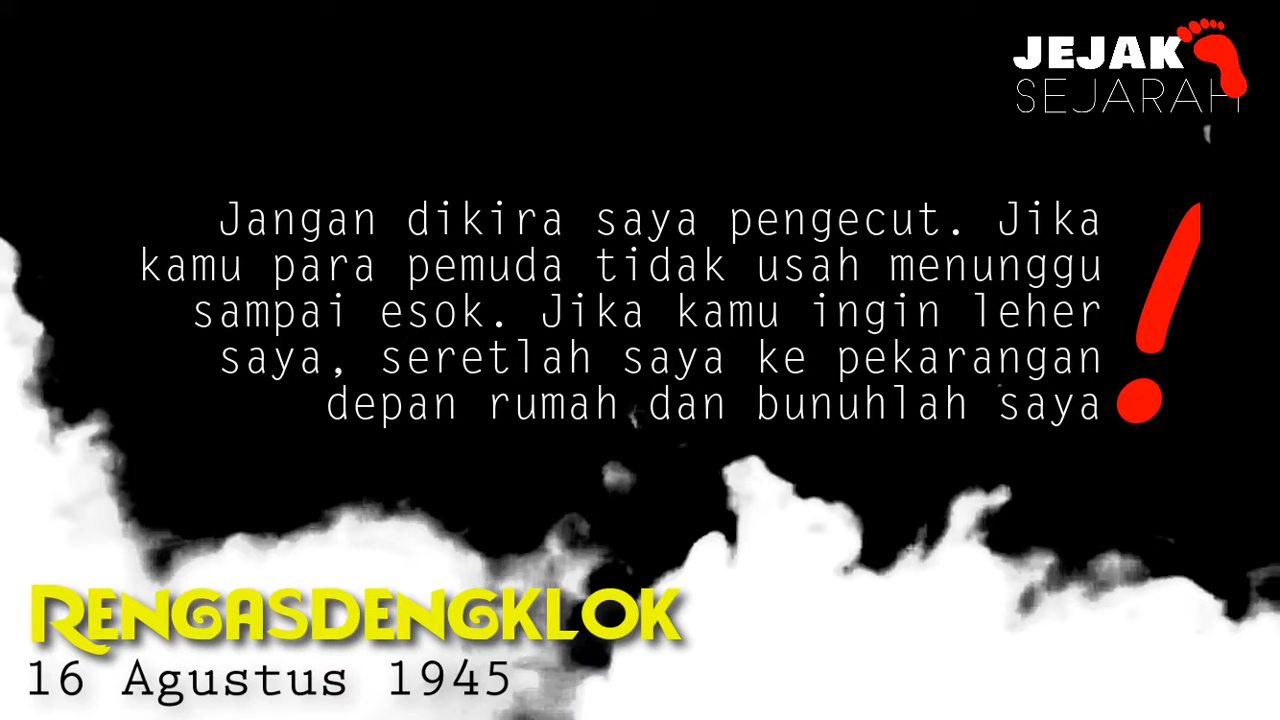 JEJAK
SEJARAH
Jangan dikira saya pengecut. Jika
kamu para pemuda tidak usah menunggu
sampai esok. Jika kamu ingin leher
saya, seretlah saya ke pekarangan
depan rumah dan bunuhlah saya!
RENGASDENGKLOK
16 Agustus 1945